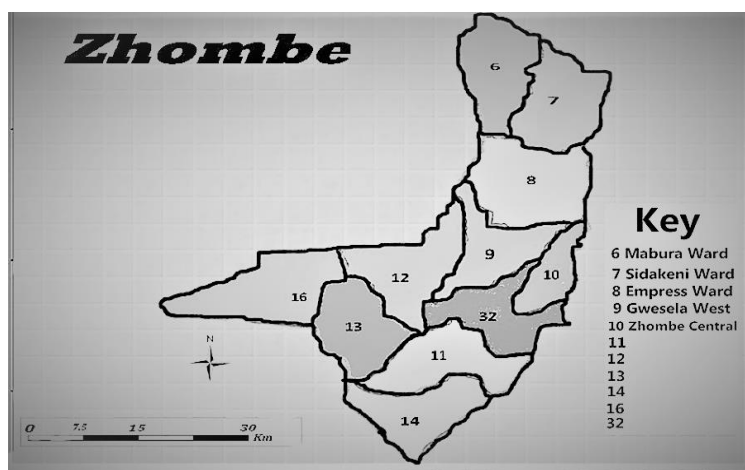 Zhombe
6
7
8
9
10
12
16
32
13
11
14
Key
6 Mabura Ward
7 Sidakeni Ward
8 Empress Ward
9 Gwesela West
10 Zhombe Central
11
12
13
14
16
32
N
0 7.5 15 30
Km